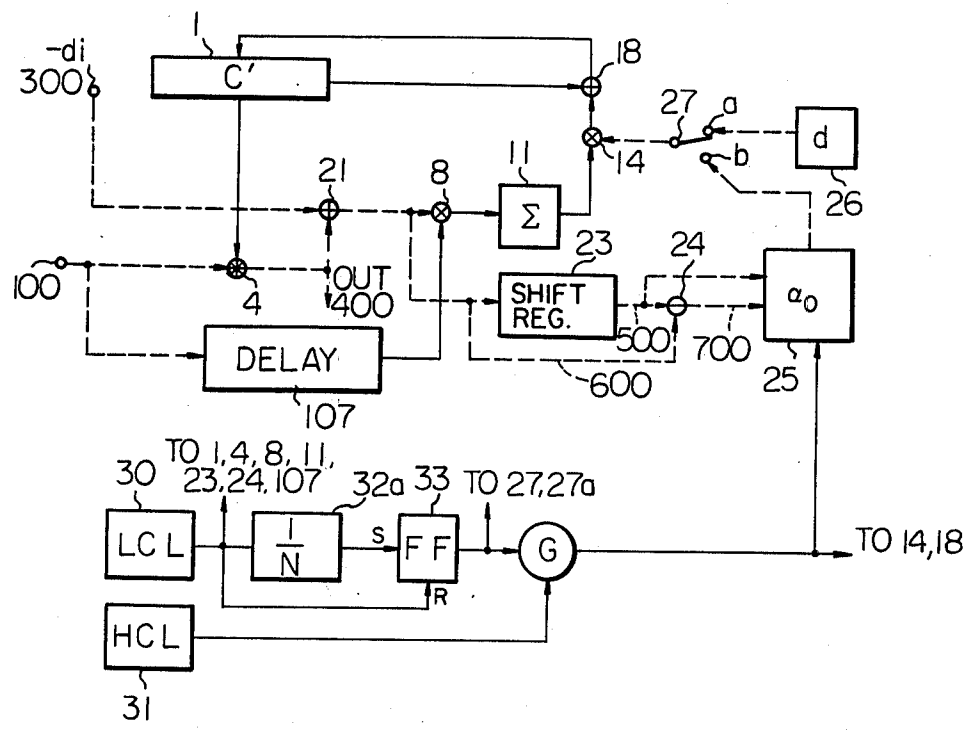 1
-di
300
C'
18
27
a
b
d
26
14
21
8
11
Σ
23
24
100
4
OUT
400
SHIFT
REG.
500
700
α0
25
DELAY
107
600
TO 1, 4, 8, 11,
23, 24, 107
30
32a
33
TO 27, 27a
LCL
1
N
S
FF
R
G
TO 14, 18
HCL
31